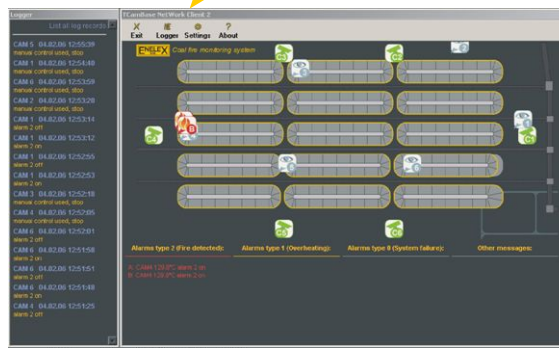 Logger
List all log records
CAM 5 04.02.06 12:55:39
manual control used, stop
CAM 1 04.02.06 12:54:40
manual control used, stop
CAM 6 04.02.06 12:53:59
manual control used, stop
CAM 2 04.02.06 12:53:20
manual control used, stop
CAM 1 04.02.06 12:53:14
alarm 2 off
CAM 1 04.02.06 12:53:12
alarm 2 on
CAM 1 04.02.06 12:52:55
alarm 2 off
CAM 1 04.02.06 12:52:53
alarm 2 on
CAM 3 04.02.06 12:52:18
manual control used, stop
CAM 4 04.02.06 12:52:05
manual control used, stop
CAM 6 04.02.06 12:52:01
alarm 2 off
CAM 6 04.02.06 12:51:58
alarm 2 on
CAM 6 04.02.06 12:51:51
alarm 2 off
CAM 6 04.02.06 12:51:48
alarm 2 on
CAM 4 04.02.06 12:51:25
alarm 2 off
FCamBase NetWork Client 2
Exit Logger Settings About
ENELEX Coal fire monitoring system
Alarms type 2 (Fire detected): Alarms type 1 (Overheating): Alarms type 0 (System failure): Other messages: